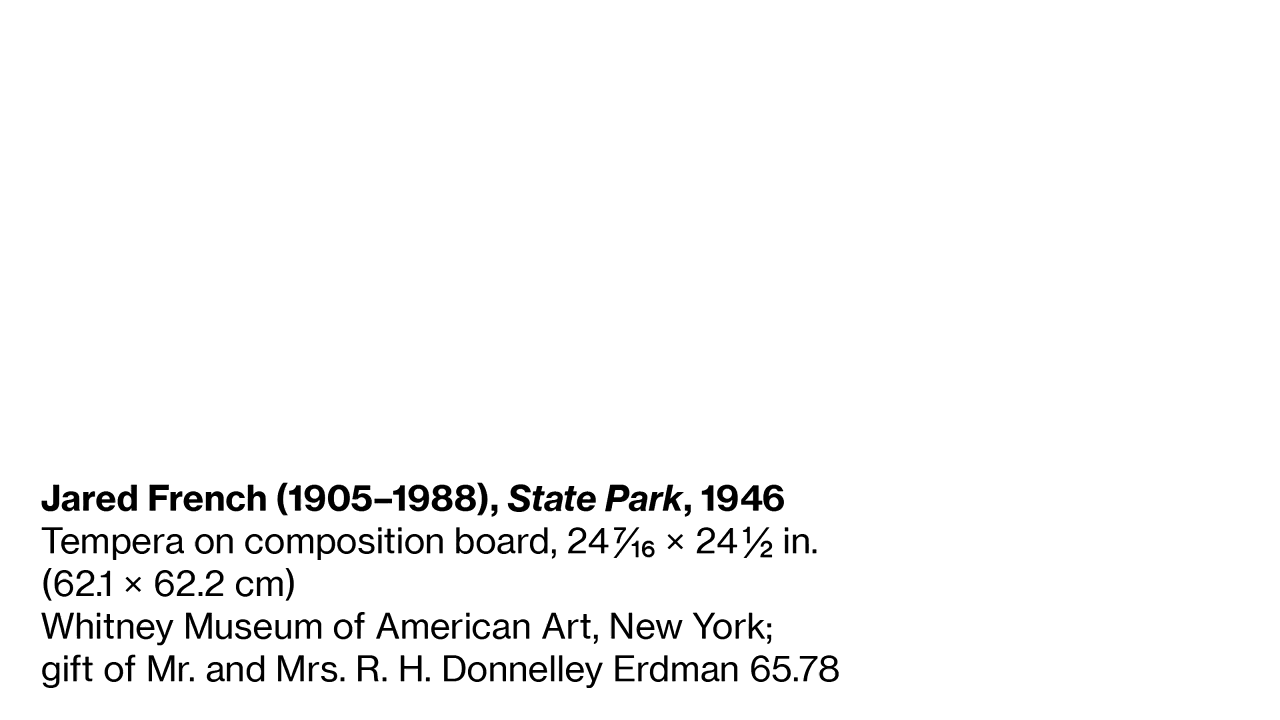 Jared French (1905–1988), State Park, 1946
Tempera on composition board, 24 7⁄16 × 24 1⁄2 in.
(62.1 × 62.2 cm)
Whitney Museum of American Art, New York;
gift of Mr. and Mrs. R. H. Donnelley Erdman 65.78